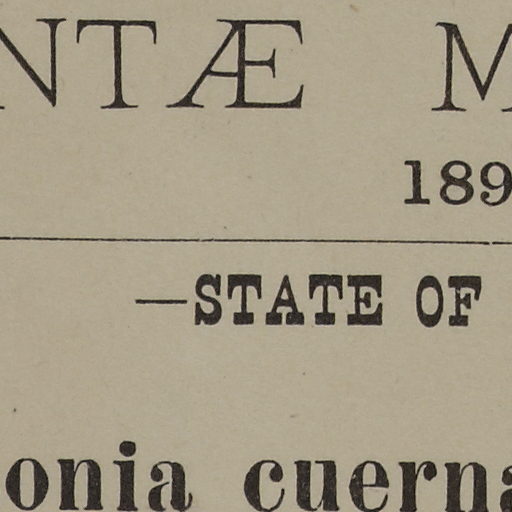 NTÆ M
189
—STATE OF
onia cuerna